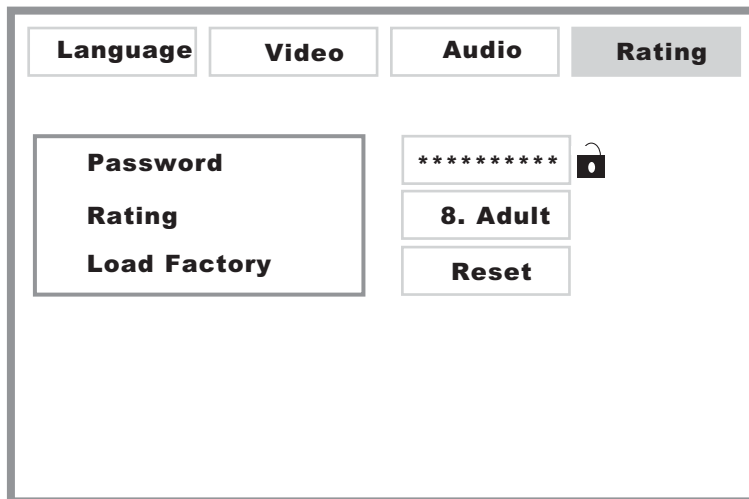 Language Video Audio Rating
Password **********
Rating 8. Adult
Load Factory Reset